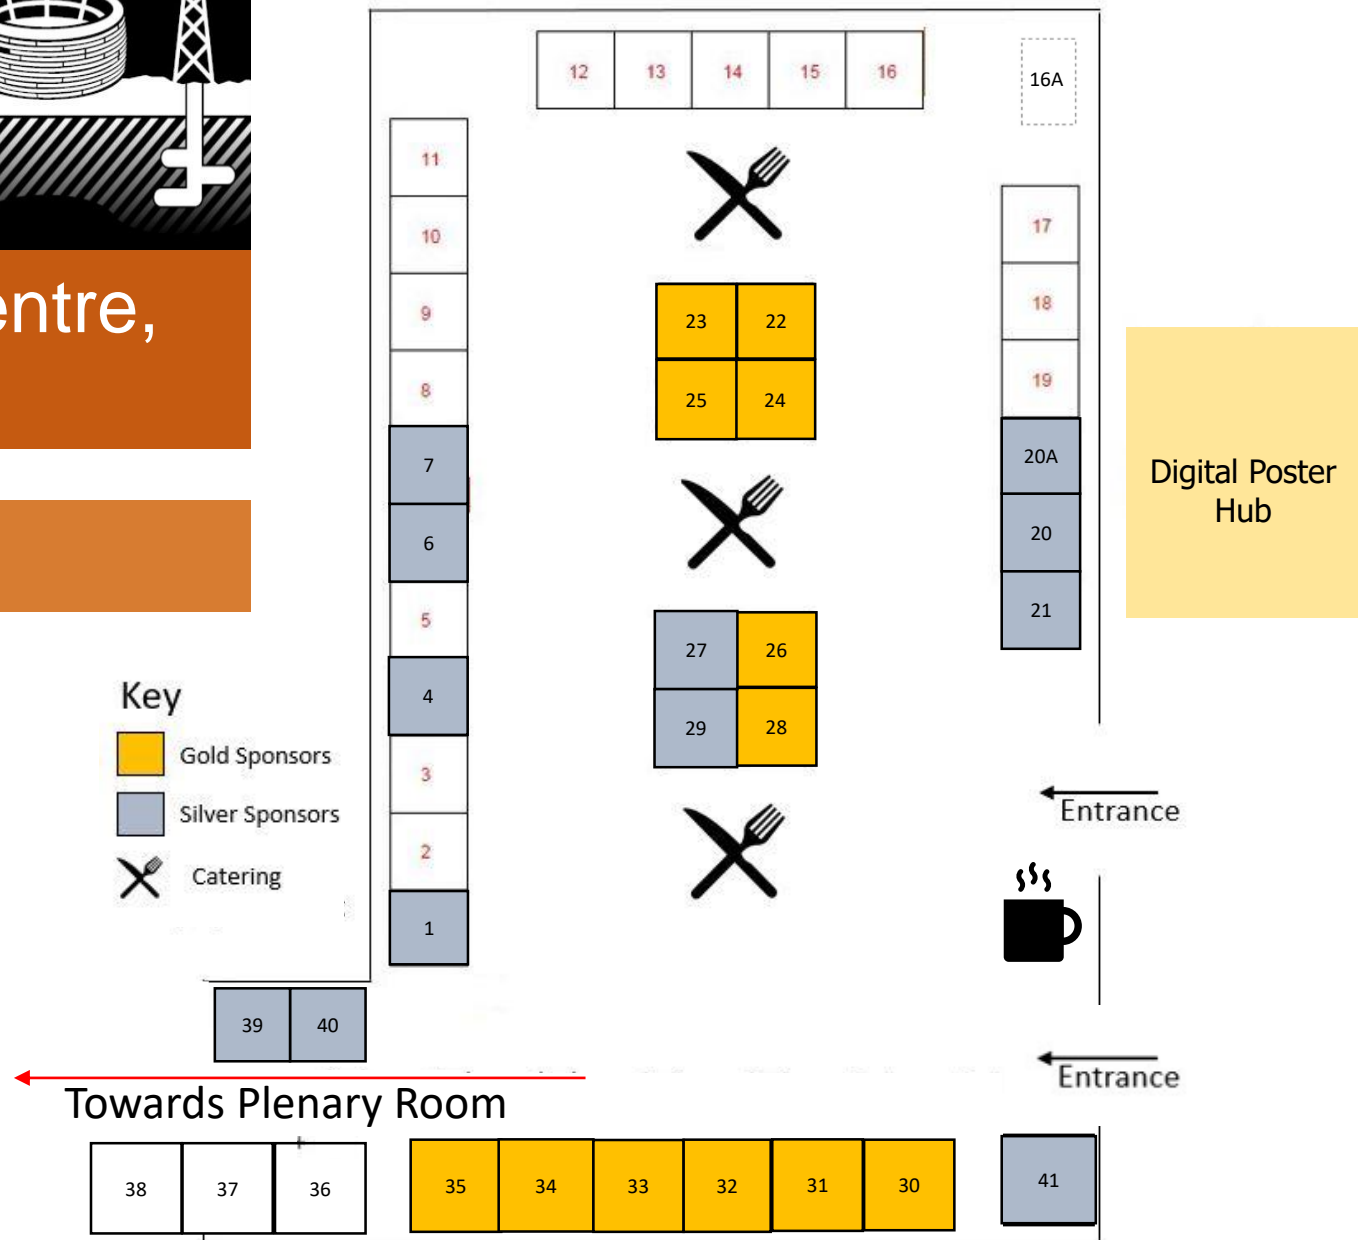 entre,
12 13 14 15 16
16A
11
10
9
8
7
6
5
4
3
2
1
23 22
25 24
27 26
29 28
17
18
19
20A
20
21
Digital Poster
Hub
Key
Gold Sponsors
Silver Sponsors
Catering
Entrance
39 40
Entrance
Towards Plenary Room
38 37 36 35 34 33 32 31 30 41